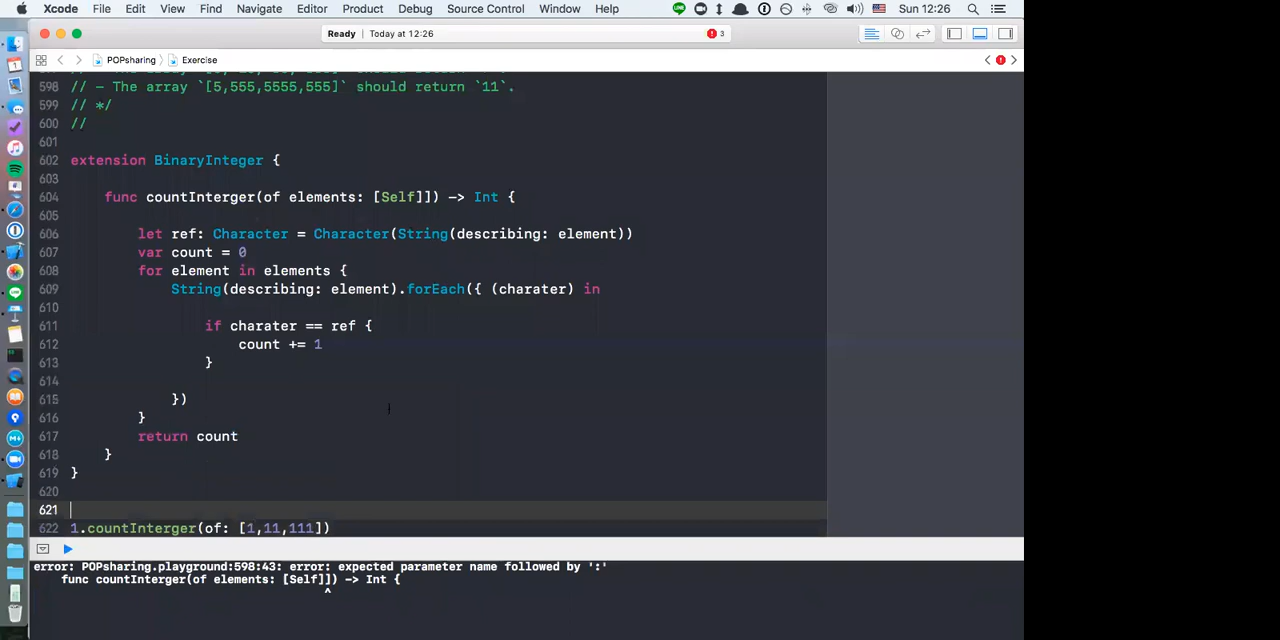 Xcode File Edit View Find Navigate Editor Product Debug Source Control Window Help Sun 12:26
Ready | Today at 12:26 3
POPsharing Exercise
598 // - The array `[5,555,5555,555]` should return `11`.
599 // */
600 //
601
602 extension BinaryInteger {
603
604 func countInterger(of elements: [Self]]) -> Int {
605
606 let ref: Character = Character(String(describing: element))
607 var count = 0
608 for element in elements {
609 String(describing: element).forEach({ (charater) in
610
611 if charater == ref {
612 count += 1
613 }
614
615 })
616 }
617 return count
618 }
619 }
620
621
622 1.countInterger(of: [1,11,111])
error: POPsharing.playground:598:43: error: expected parameter name followed by ':'
func countInterger(of elements: [Self]]) -> Int {
^